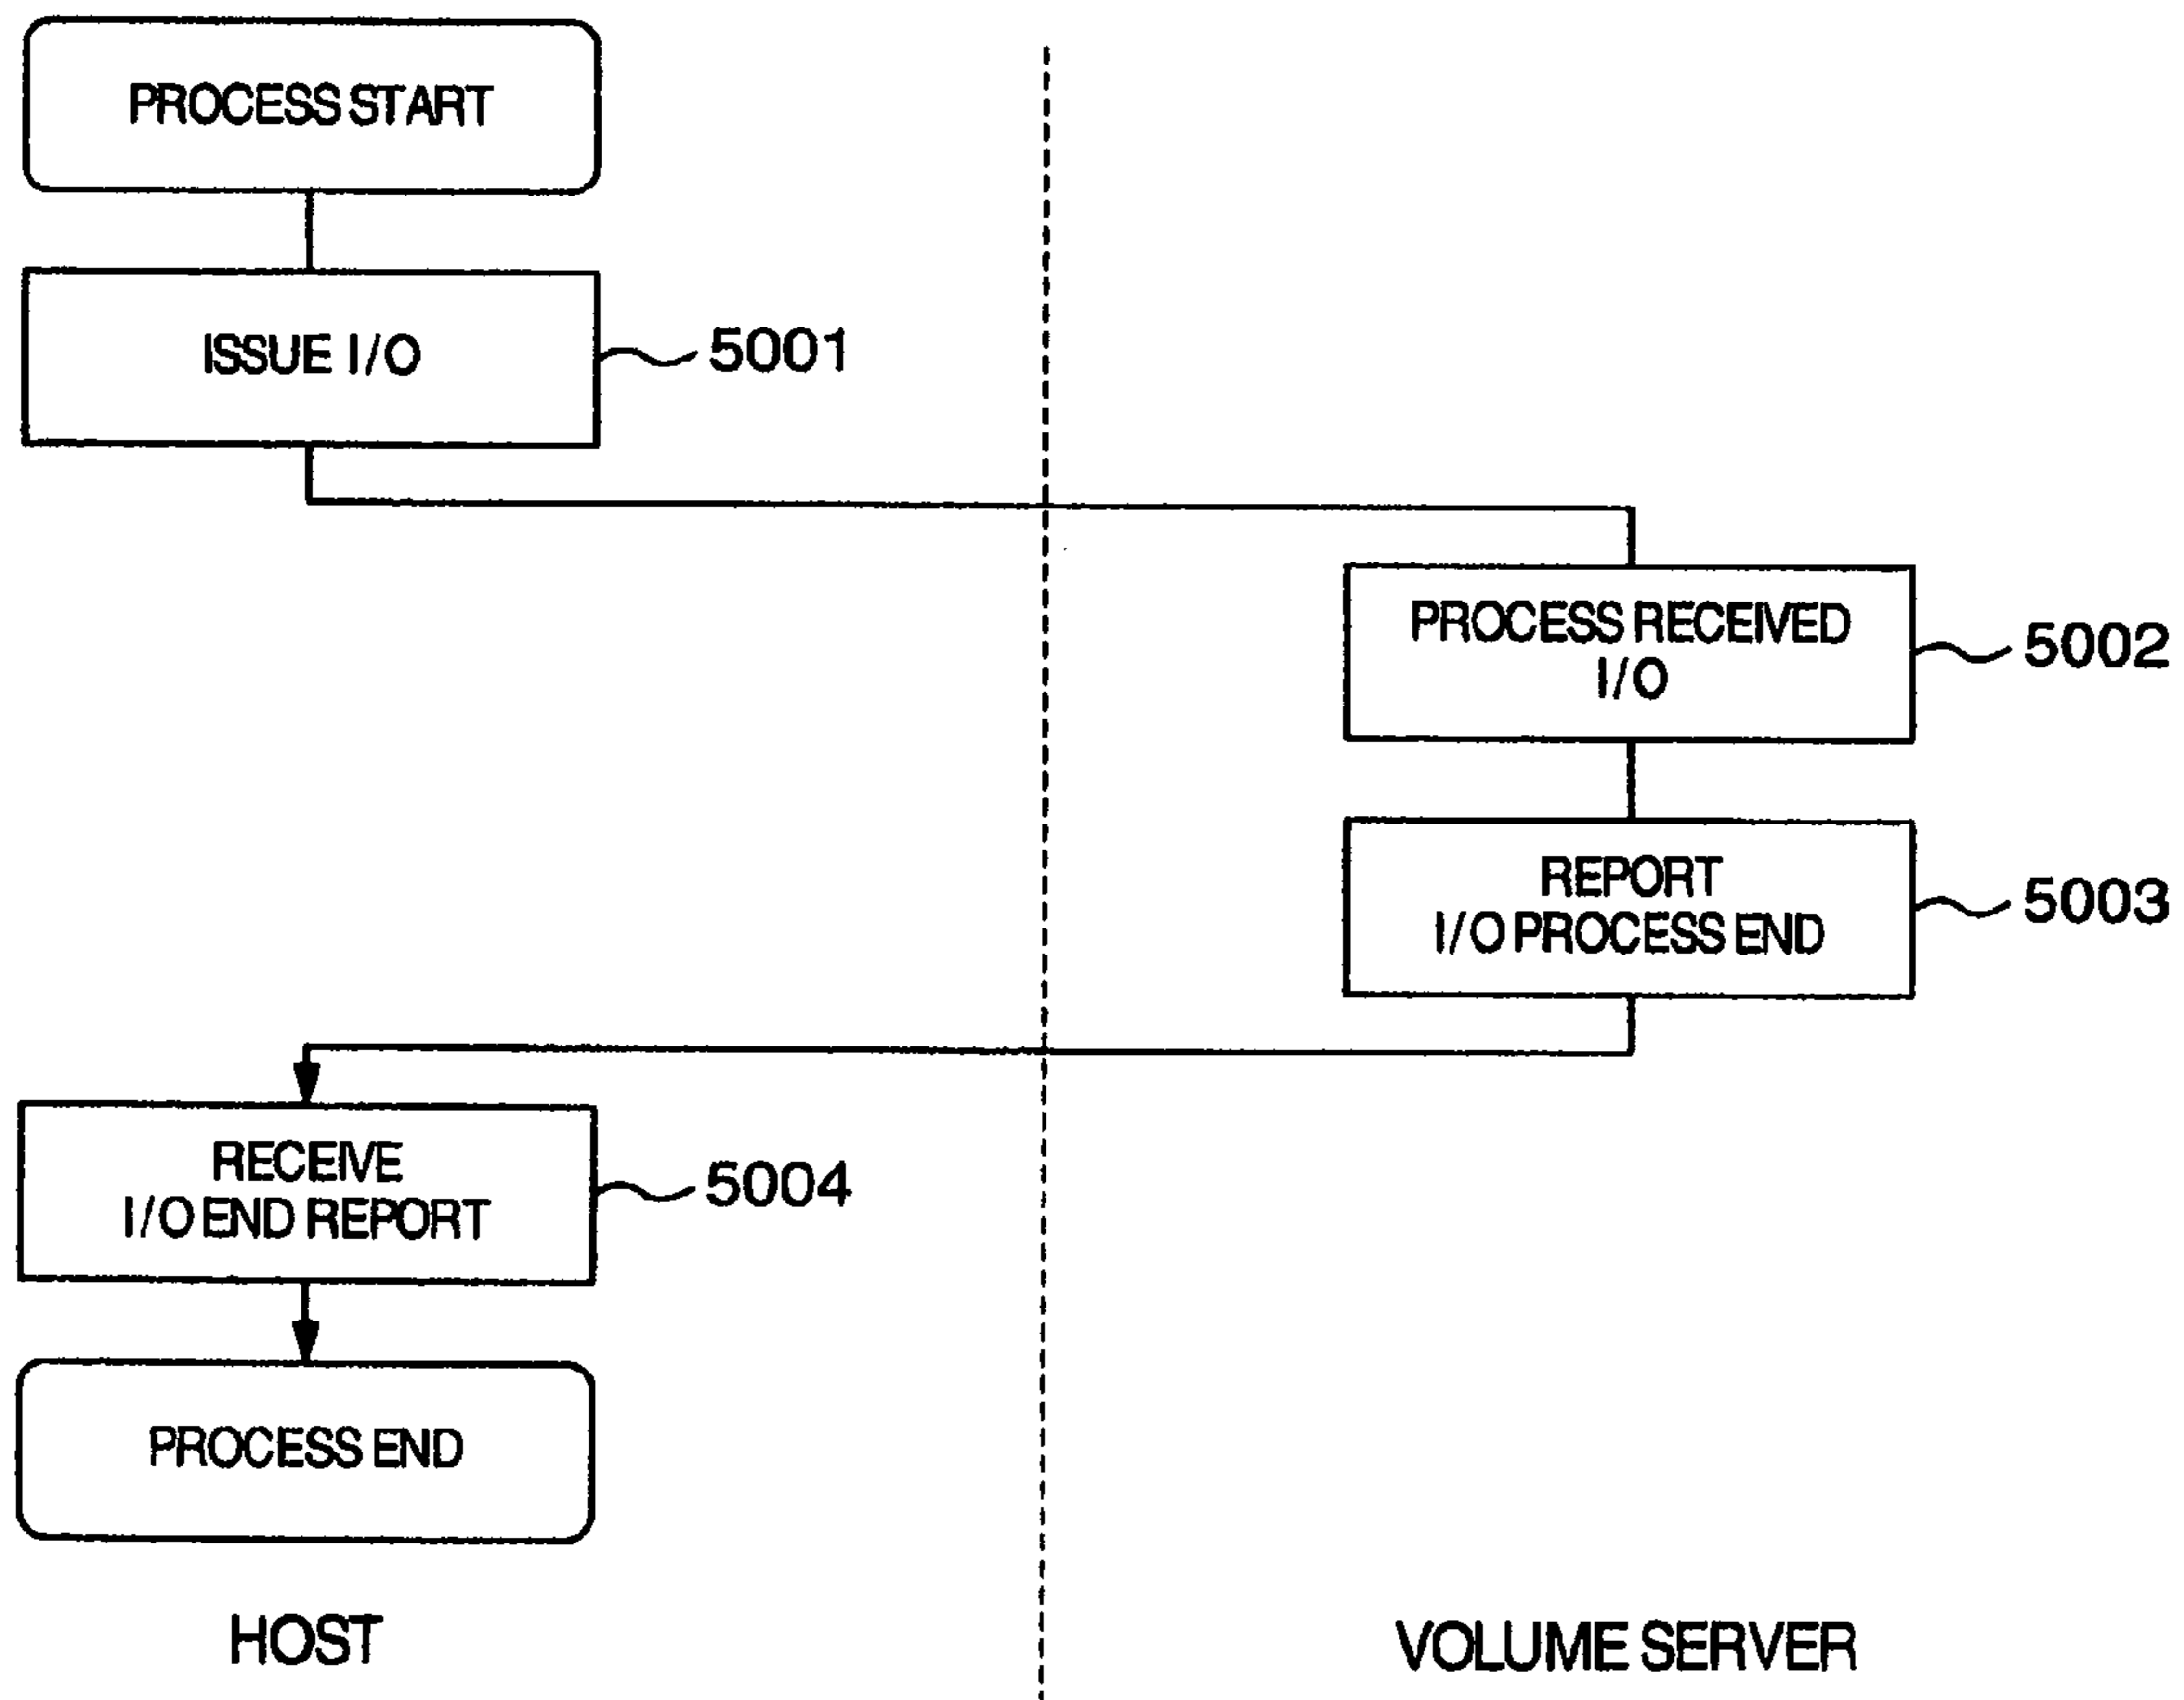 PROCESS START
ISSUE I/O
5001
PROCESS RECEIVED
I/O
5002
REPORT
I/O PROCESS END
5003
RECEIVE
I/O END REPORT
5004
PROCESS END
HOST
VOLUME SERVER